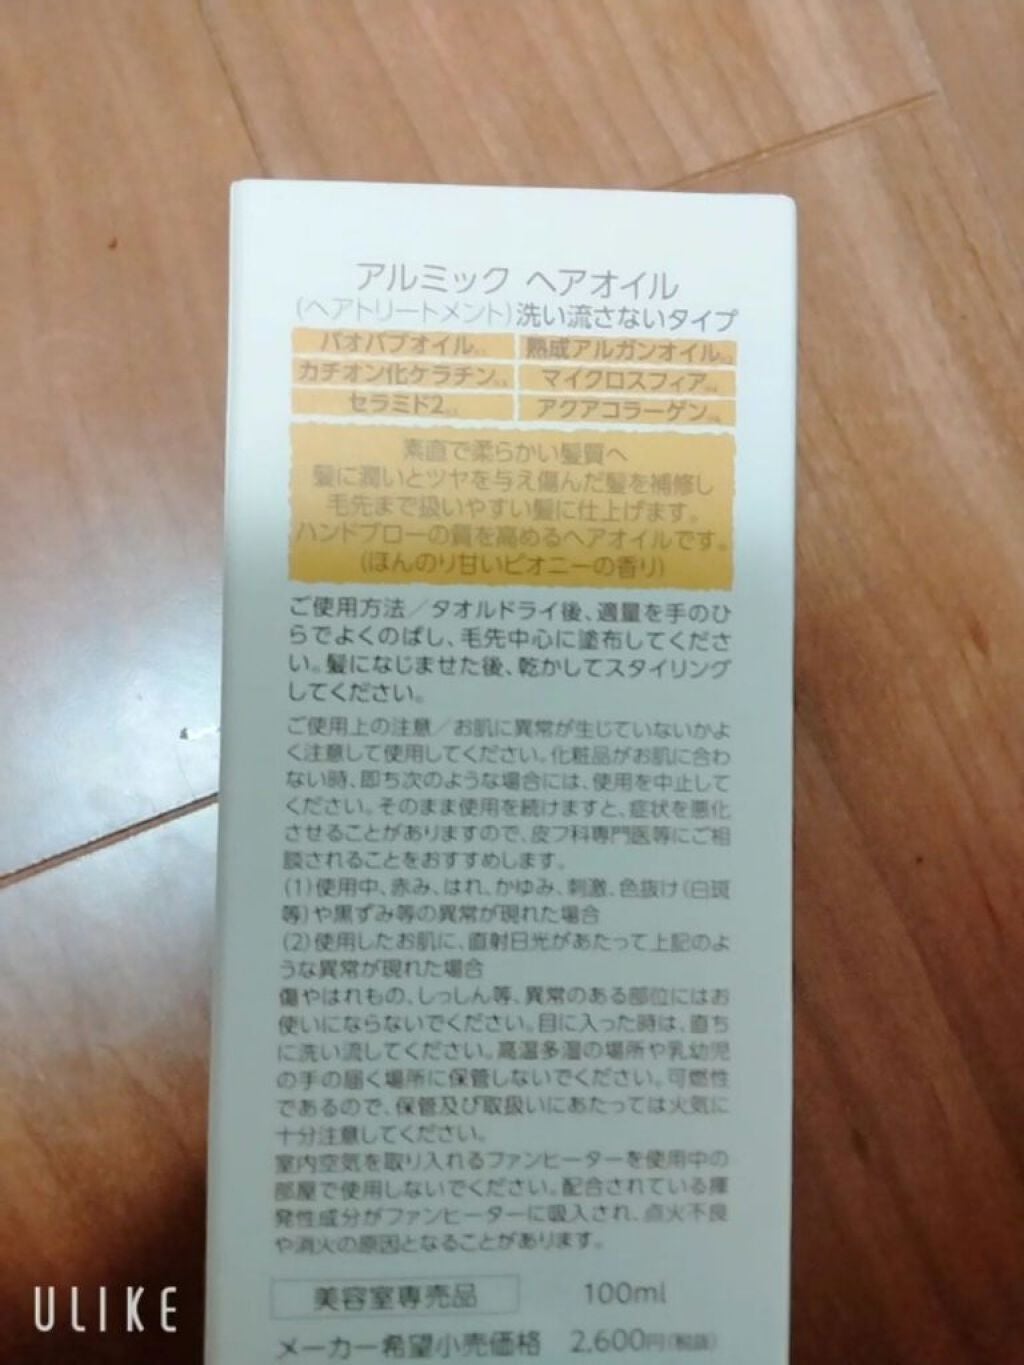 アルミック ヘアオイル
(ヘアトリートメント)洗い流さないタイプ
バオバブオイル 熟成アルガンオイル
カチオン化ケラチン マイクロスフィア
セラミド2 アクアコラーゲン
素直で柔らかい髪質へ
髪に潤いとツヤを与え傷んだ髪を補修し
毛先まで扱いやすい髪に仕上げます。
ハンドブローの質を高めるヘアオイルです。
(ほんのり甘いピオニーの香り)
ご使用方法/タオルドライ後、適量を手のひ
らでよくのばし、毛先中心に塗布してくださ
い。髪になじませた後、乾かしてスタイリング
してください。
ご使用上の注意/お肌に異常が生じていないかよ
く注意して使用してください。化粧品がお肌に合わ
ない時、即ち次のような場合には、使用を中止して
ください。そのまま使用を続けますと、症状を悪化
させることがありますので、皮フ科専門医等にご相
談されることをおすすめします。
(1)使用中、赤み、はれ、かゆみ、刺激、色抜け(白斑
等)や黒ずみ等の異常が現れた場合
(2)使用したお肌に、直射日光があたって上記のよ
うな異常が現れた場合
傷やはれもの、しっしん等、異常のある部位にはお
使いにならないでください。目に入った時は、直ち
に洗い流してください。高温多湿の場所や乳幼児
の手の届く場所に保管しないでください。可燃性
であるので、保管及び取扱いにあたっては火気に
十分注意してください。
室内空気を取り入れるファンヒーターを使用中の
部屋で使用しないでください。配合されている揮
発性成分がファンヒーターに吸入され、点火不良
や消火の原因となることがあります。
美容室専売品 100ml
メーカー希望小売価格 2,600円(税抜)
ULIKE